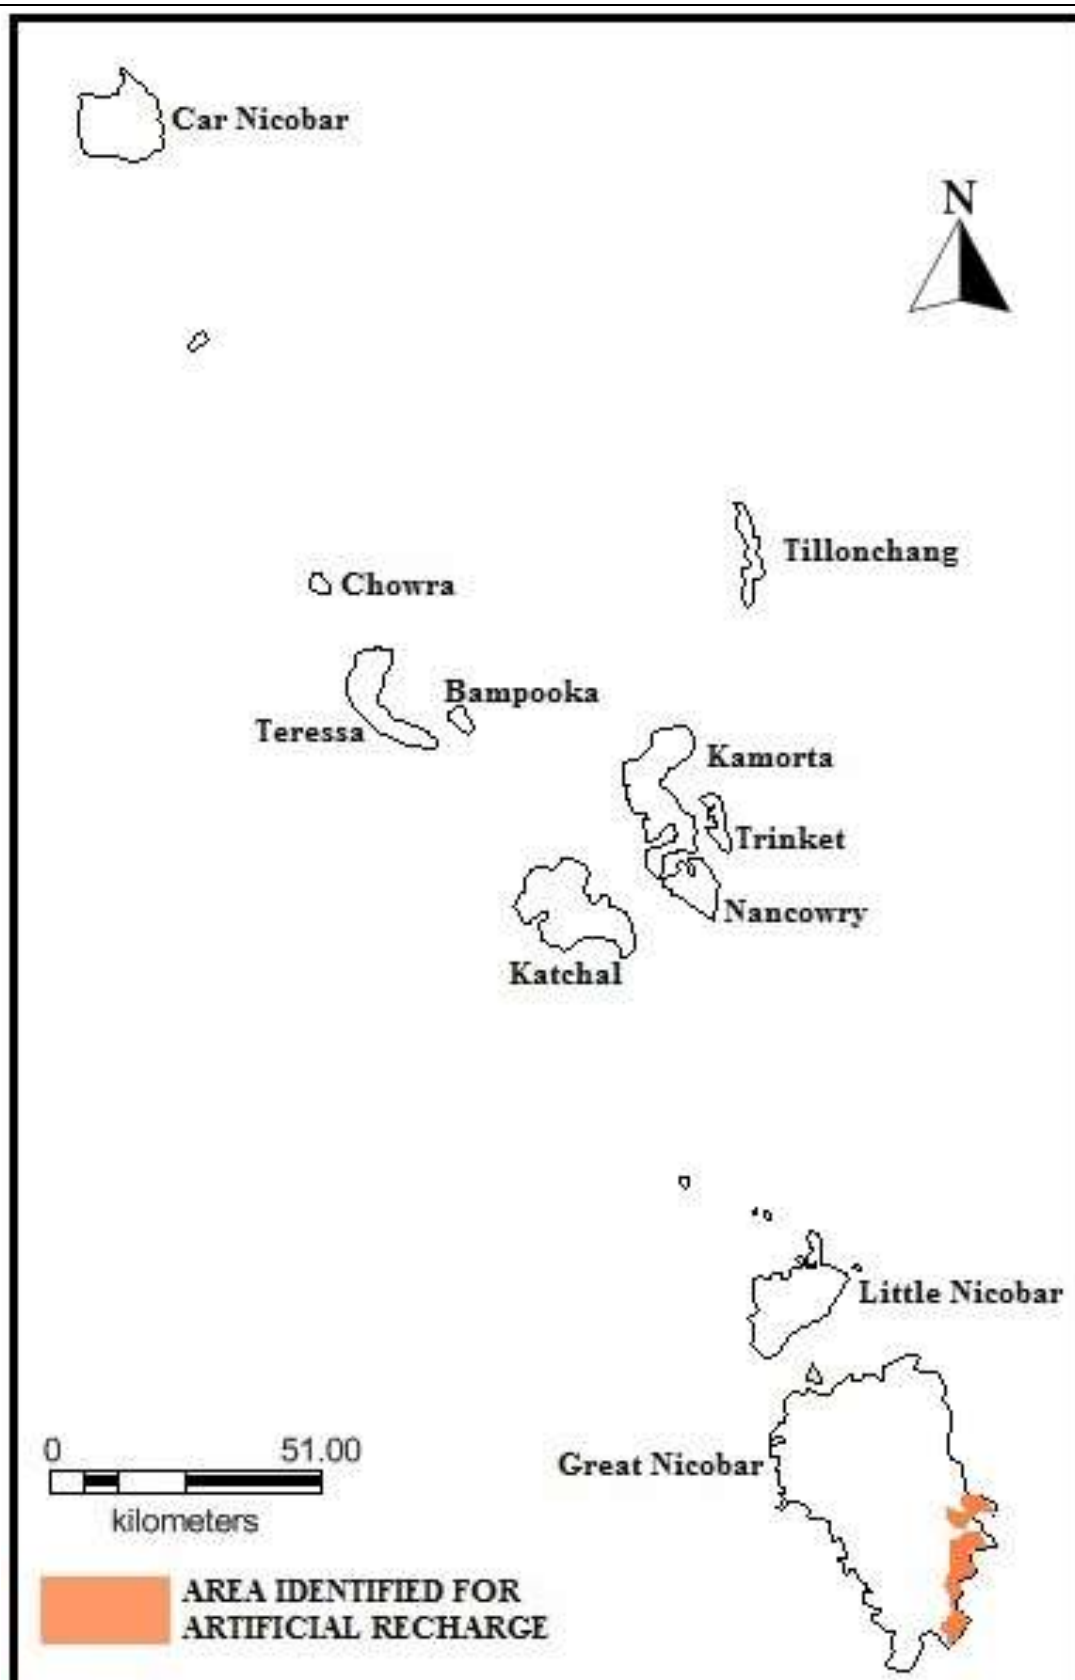 Car Nicobar
N
Tillonchang
Chowra
Bampooka
Teressa
Kamorta
Trinket
Nancowry
Katchal
Little Nicobar
Great Nicobar
0 51.00
kilometers
AREA IDENTIFIED FOR
ARTIFICIAL RECHARGE